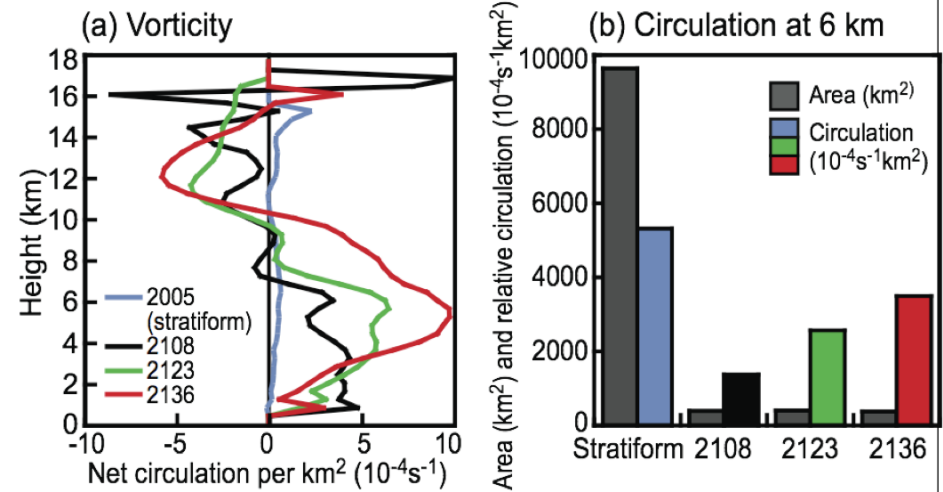 (a) Vorticity
18
16
14
12
10
8
6
4
2
0
Height (km)
2005
(stratiform)
2108
2123
2136
-10 -5 0 5 10
Net circulation per km² (10⁻⁴s⁻¹)
(b) Circulation at 6 km
Area (km²) and relative circulation (10⁻⁴s⁻¹km²)
10000
8000
6000
4000
2000
0
Area (km²)
Circulation
(10⁻⁴s⁻¹km²)
Stratiform 2108 2123 2136